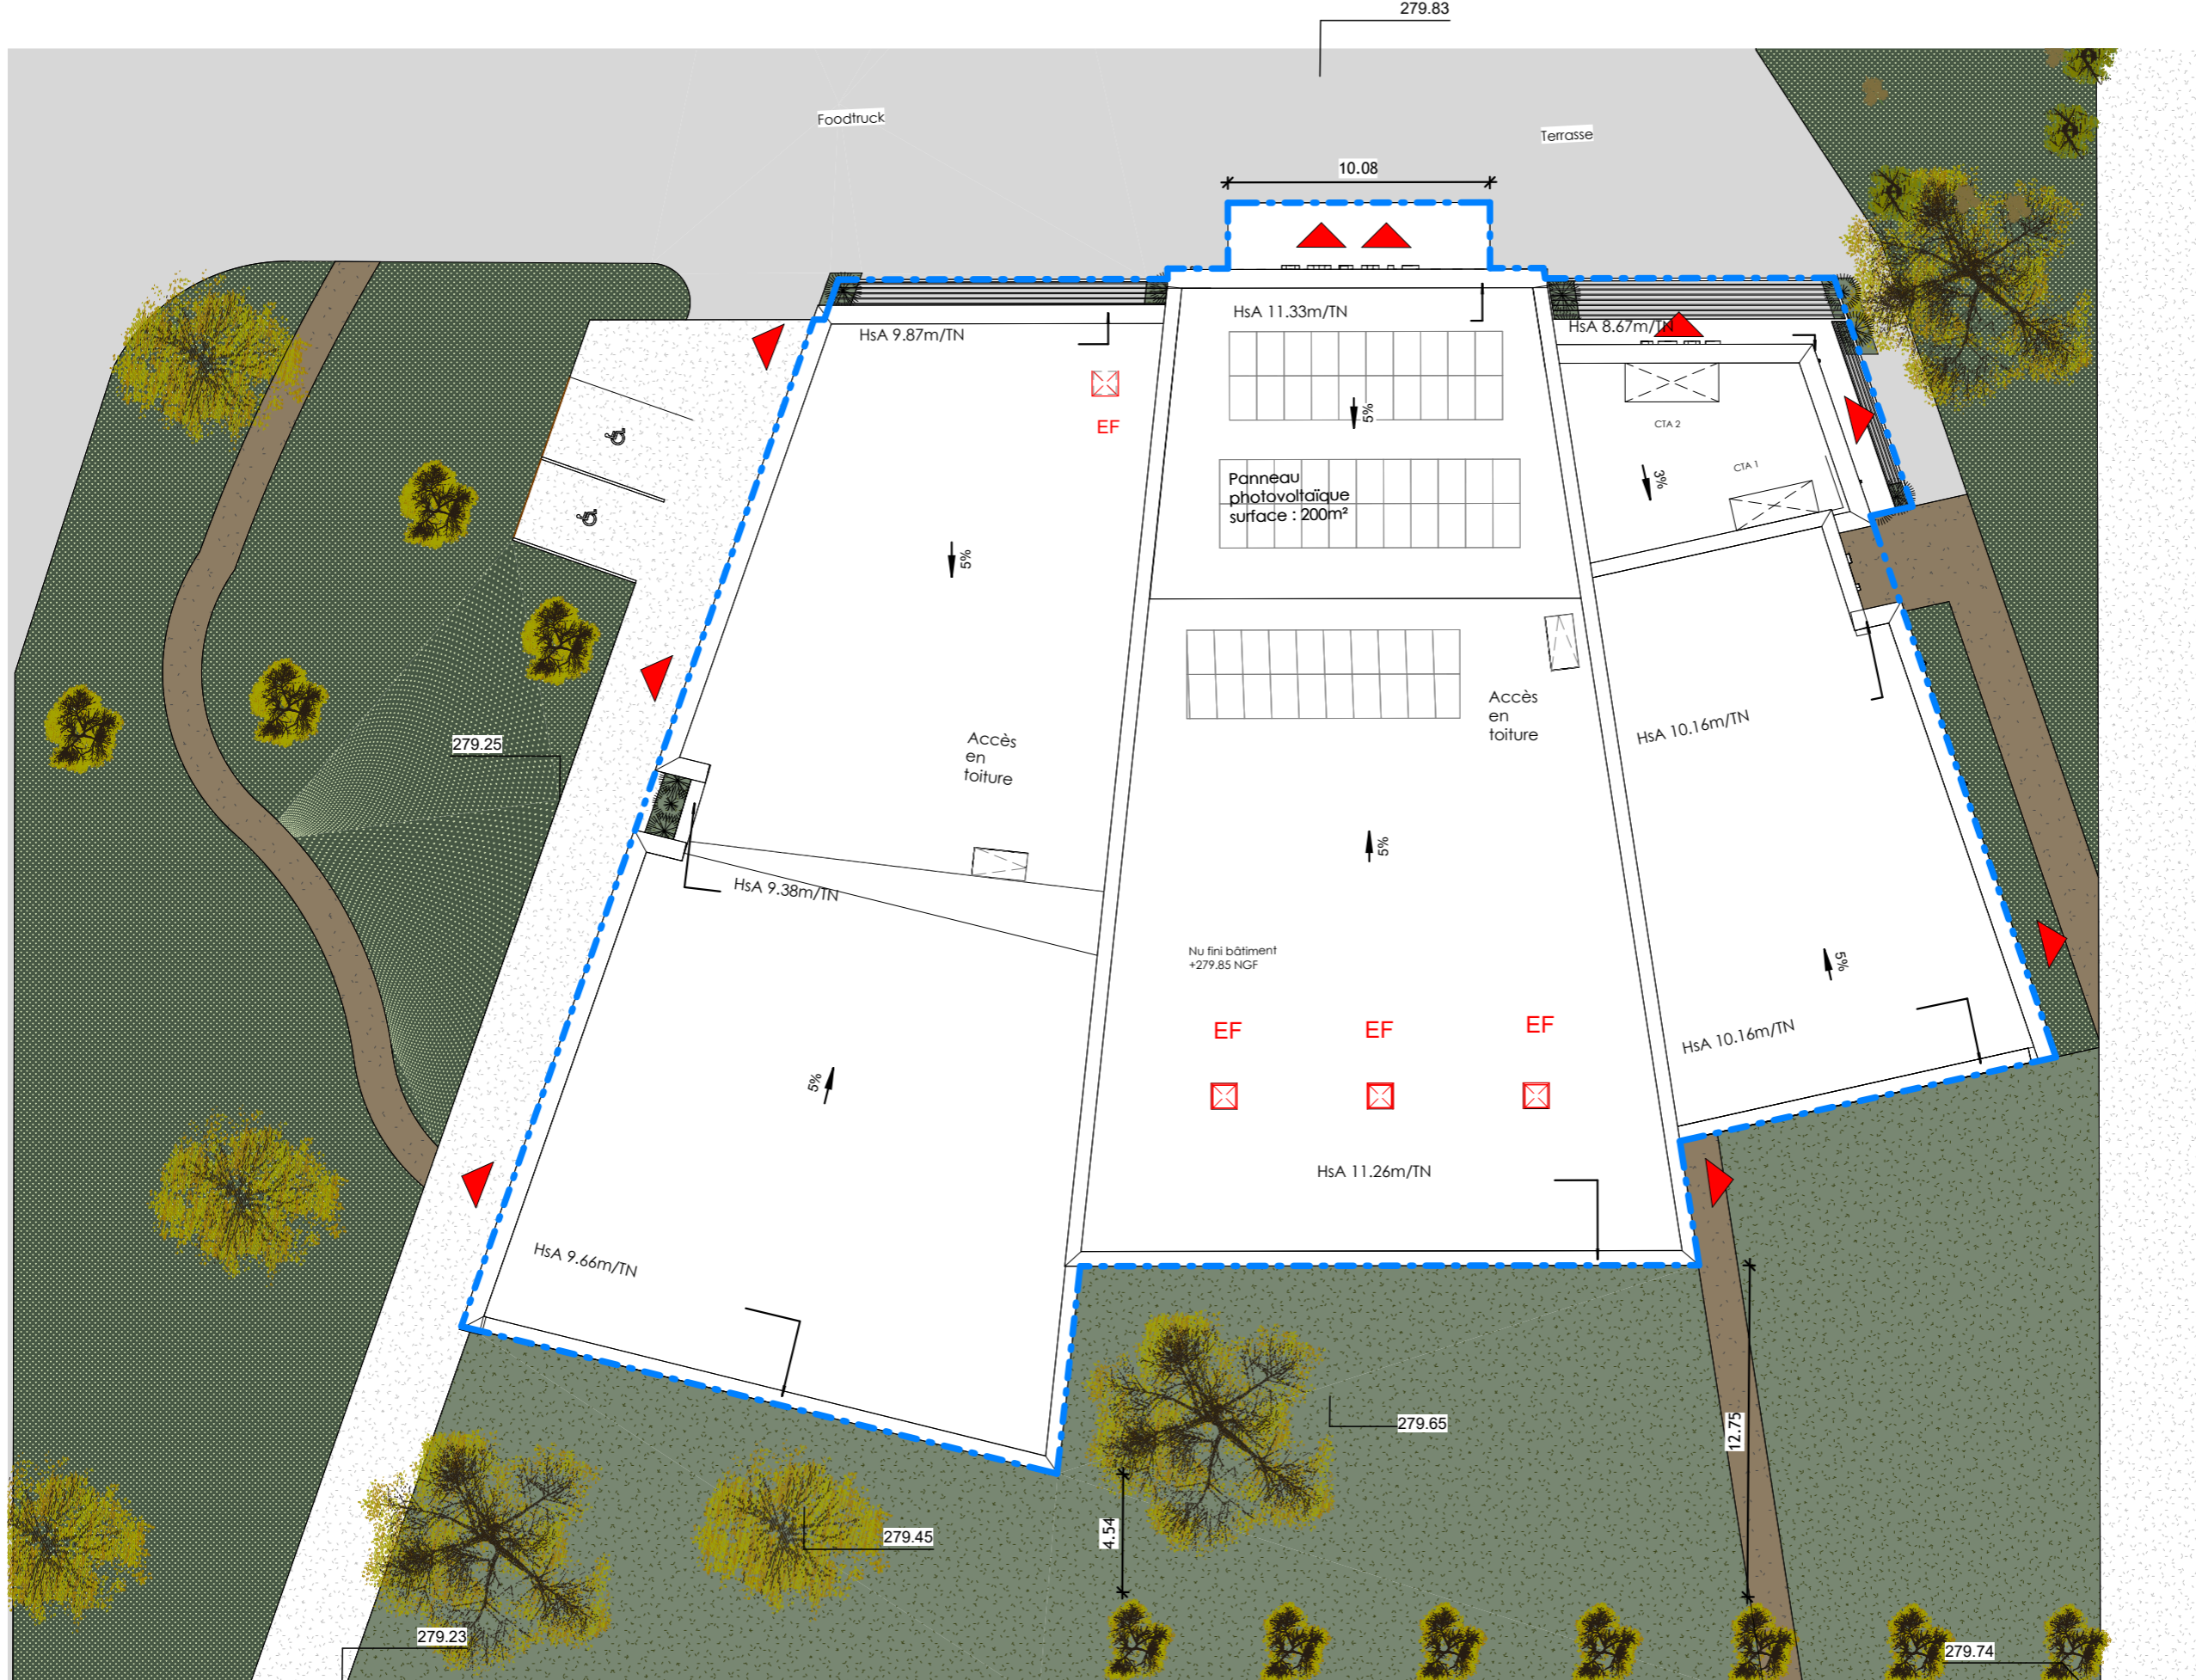 279.83
Foodtruck
Terrasse
10.08
HsA 11.33m/TN
HsA 9.87m/TN
HsA 8.67m/TN
EF
5%
CTA 2
CTA 1
3%
Panneau
photovoltaïque
surface : 200m²
5%
279.25
Accès
en
toiture
Accès
en
toiture
HsA 10.16m/TN
5%
HsA 9.38m/TN
Nu fini bâtiment
+279.85 NGF
5%
EF
EF
EF
HsA 10.16m/TN
5%
HsA 11.26m/TN
HsA 9.66m/TN
279.65
12.75
4.54
279.45
279.23
279.74